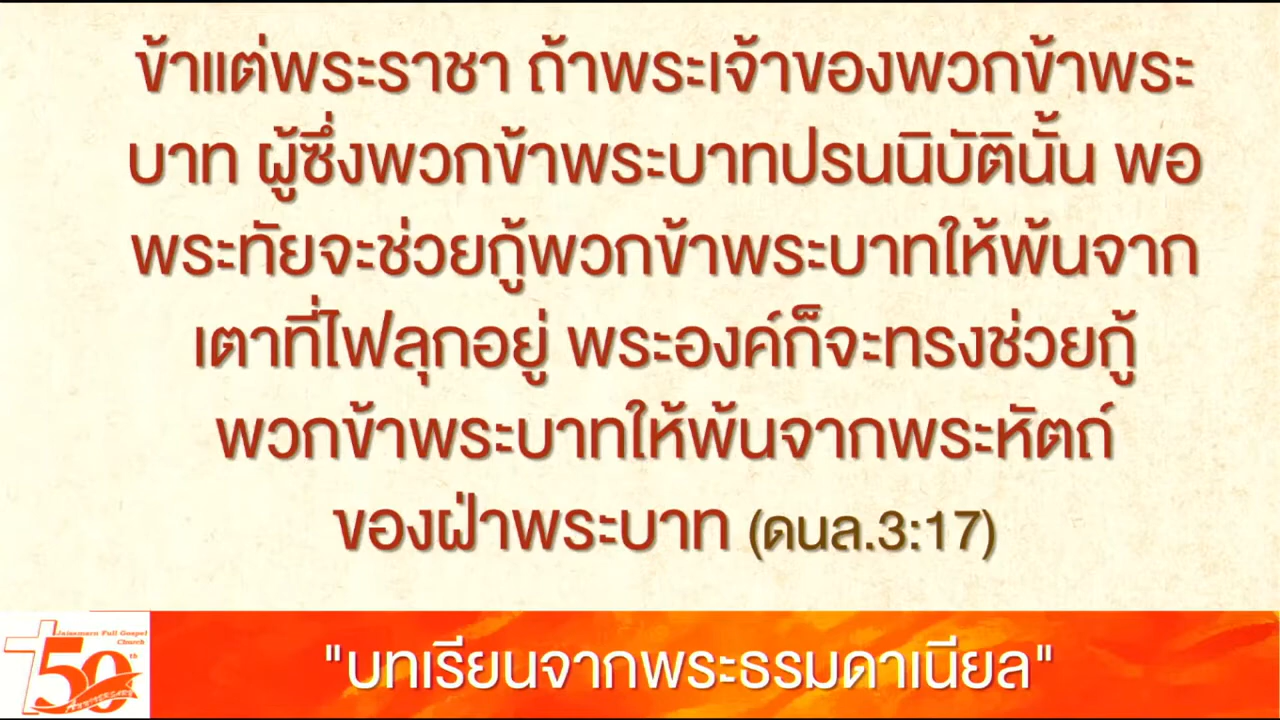 ข้าแต่พระราชา ถ้าพระเจ้าของพวกข้าพระ
บาท ผู้ซึ่งพวกข้าพระบาทปรนนิบัตินั้น พอ
พระทัยจะช่วยกู้พวกข้าพระบาทให้พ้นจาก
เตาที่ไฟลุกอยู่ พระองค์ก็จะทรงช่วยกู้
พวกข้าพระบาทให้พ้นจากพระหัตถ์
ของฝ่าพระบาท (ดนล.3:17)
Jaisamarn Full Gospel
Church
50th
ANNIVERSARY
"บทเรียนจากพระธรรมดาเนียล"